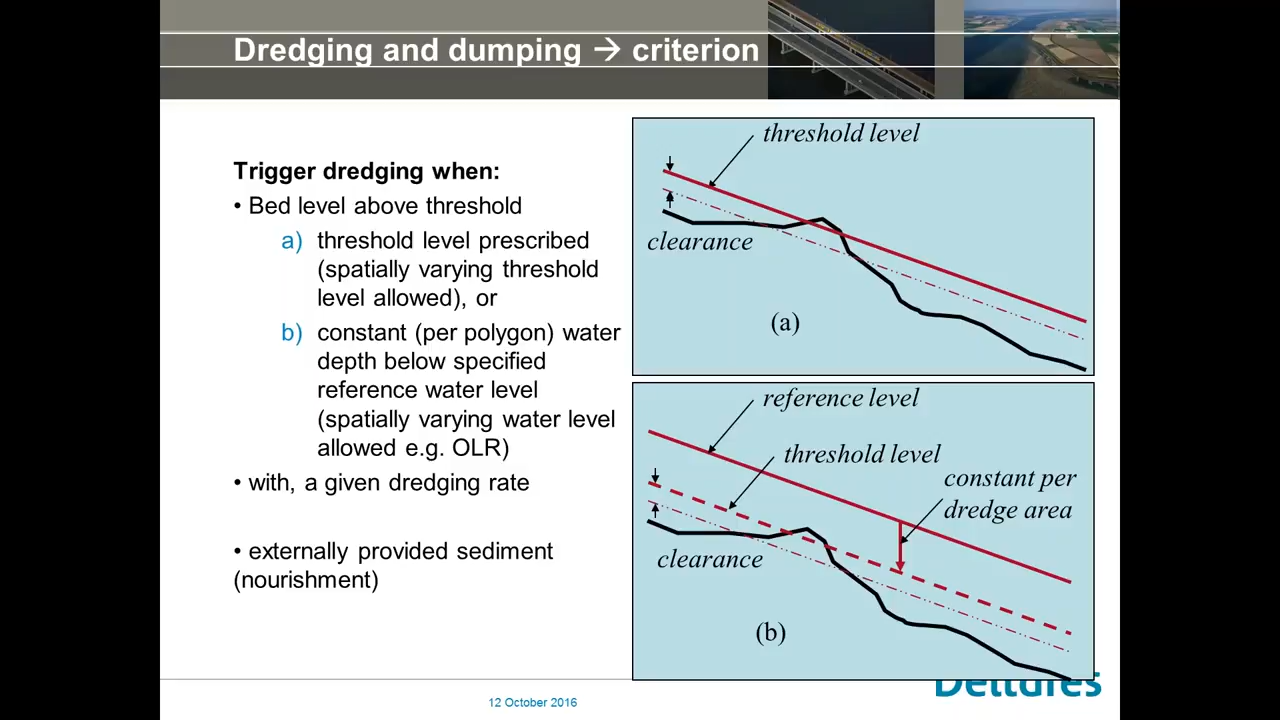 Dredging and dumping → criterion
Trigger dredging when:
• Bed level above threshold
a) threshold level prescribed
(spatially varying threshold
level allowed), or
b) constant (per polygon) water
depth below specified
reference water level
(spatially varying water level
allowed e.g. OLR)
• with, a given dredging rate
• externally provided sediment
(nourishment)
threshold level
clearance
(a)
reference level
threshold level
constant per
dredge area
clearance
(b)
Deltares
12 October 2016